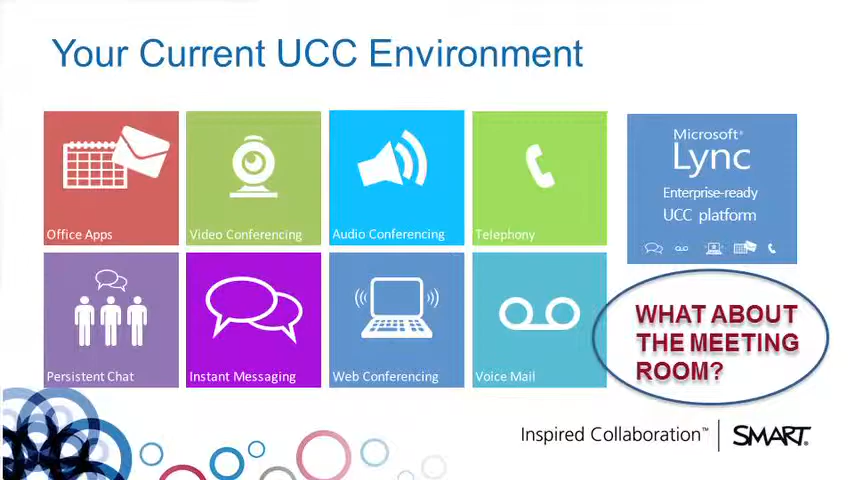 Your Current UCC Environment
Office Apps
Video Conferencing
Audio Conferencing
Telephony
Microsoft®
Lync
Enterprise-ready
UCC platform
Persistent Chat
Instant Messaging
Web Conferencing
Voice Mail
WHAT ABOUT
THE MEETING
ROOM?
Inspired Collaboration™
SMART®